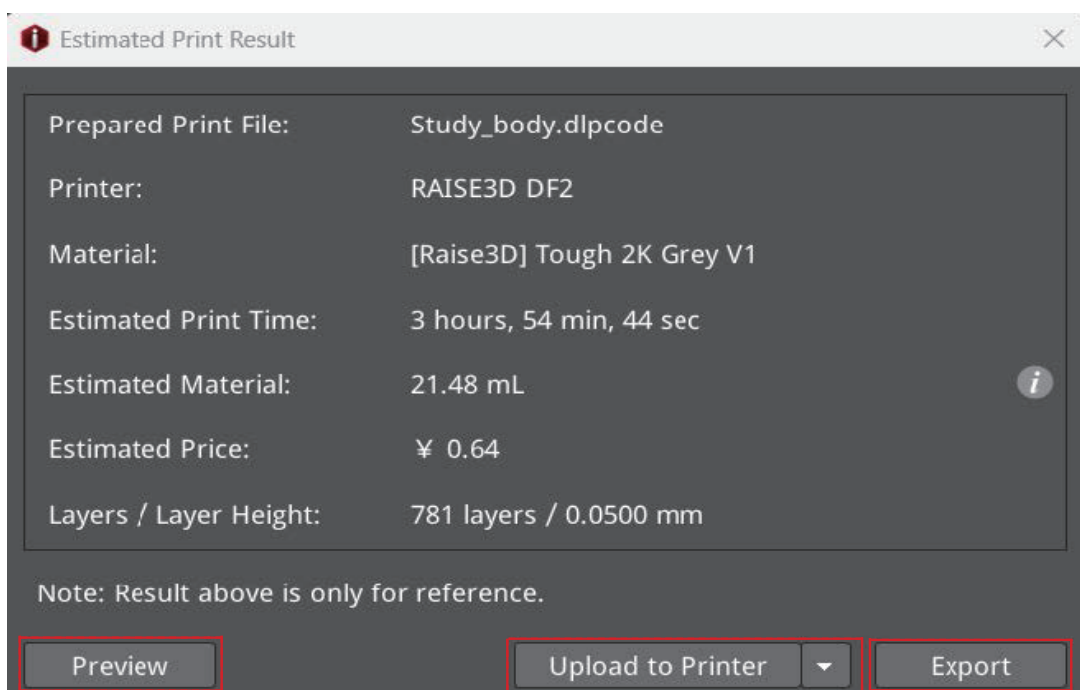 Estimated Print Result
Prepared Print File: Study_body.dlpcode
Printer: RAISE3D DF2
Material: [Raise3D] Tough 2K Grey V1
Estimated Print Time: 3 hours, 54 min, 44 sec
Estimated Material: 21.48 mL
Estimated Price: ¥ 0.64
Layers / Layer Height: 781 layers / 0.0500 mm
Note: Result above is only for reference.
Preview Upload to Printer Export